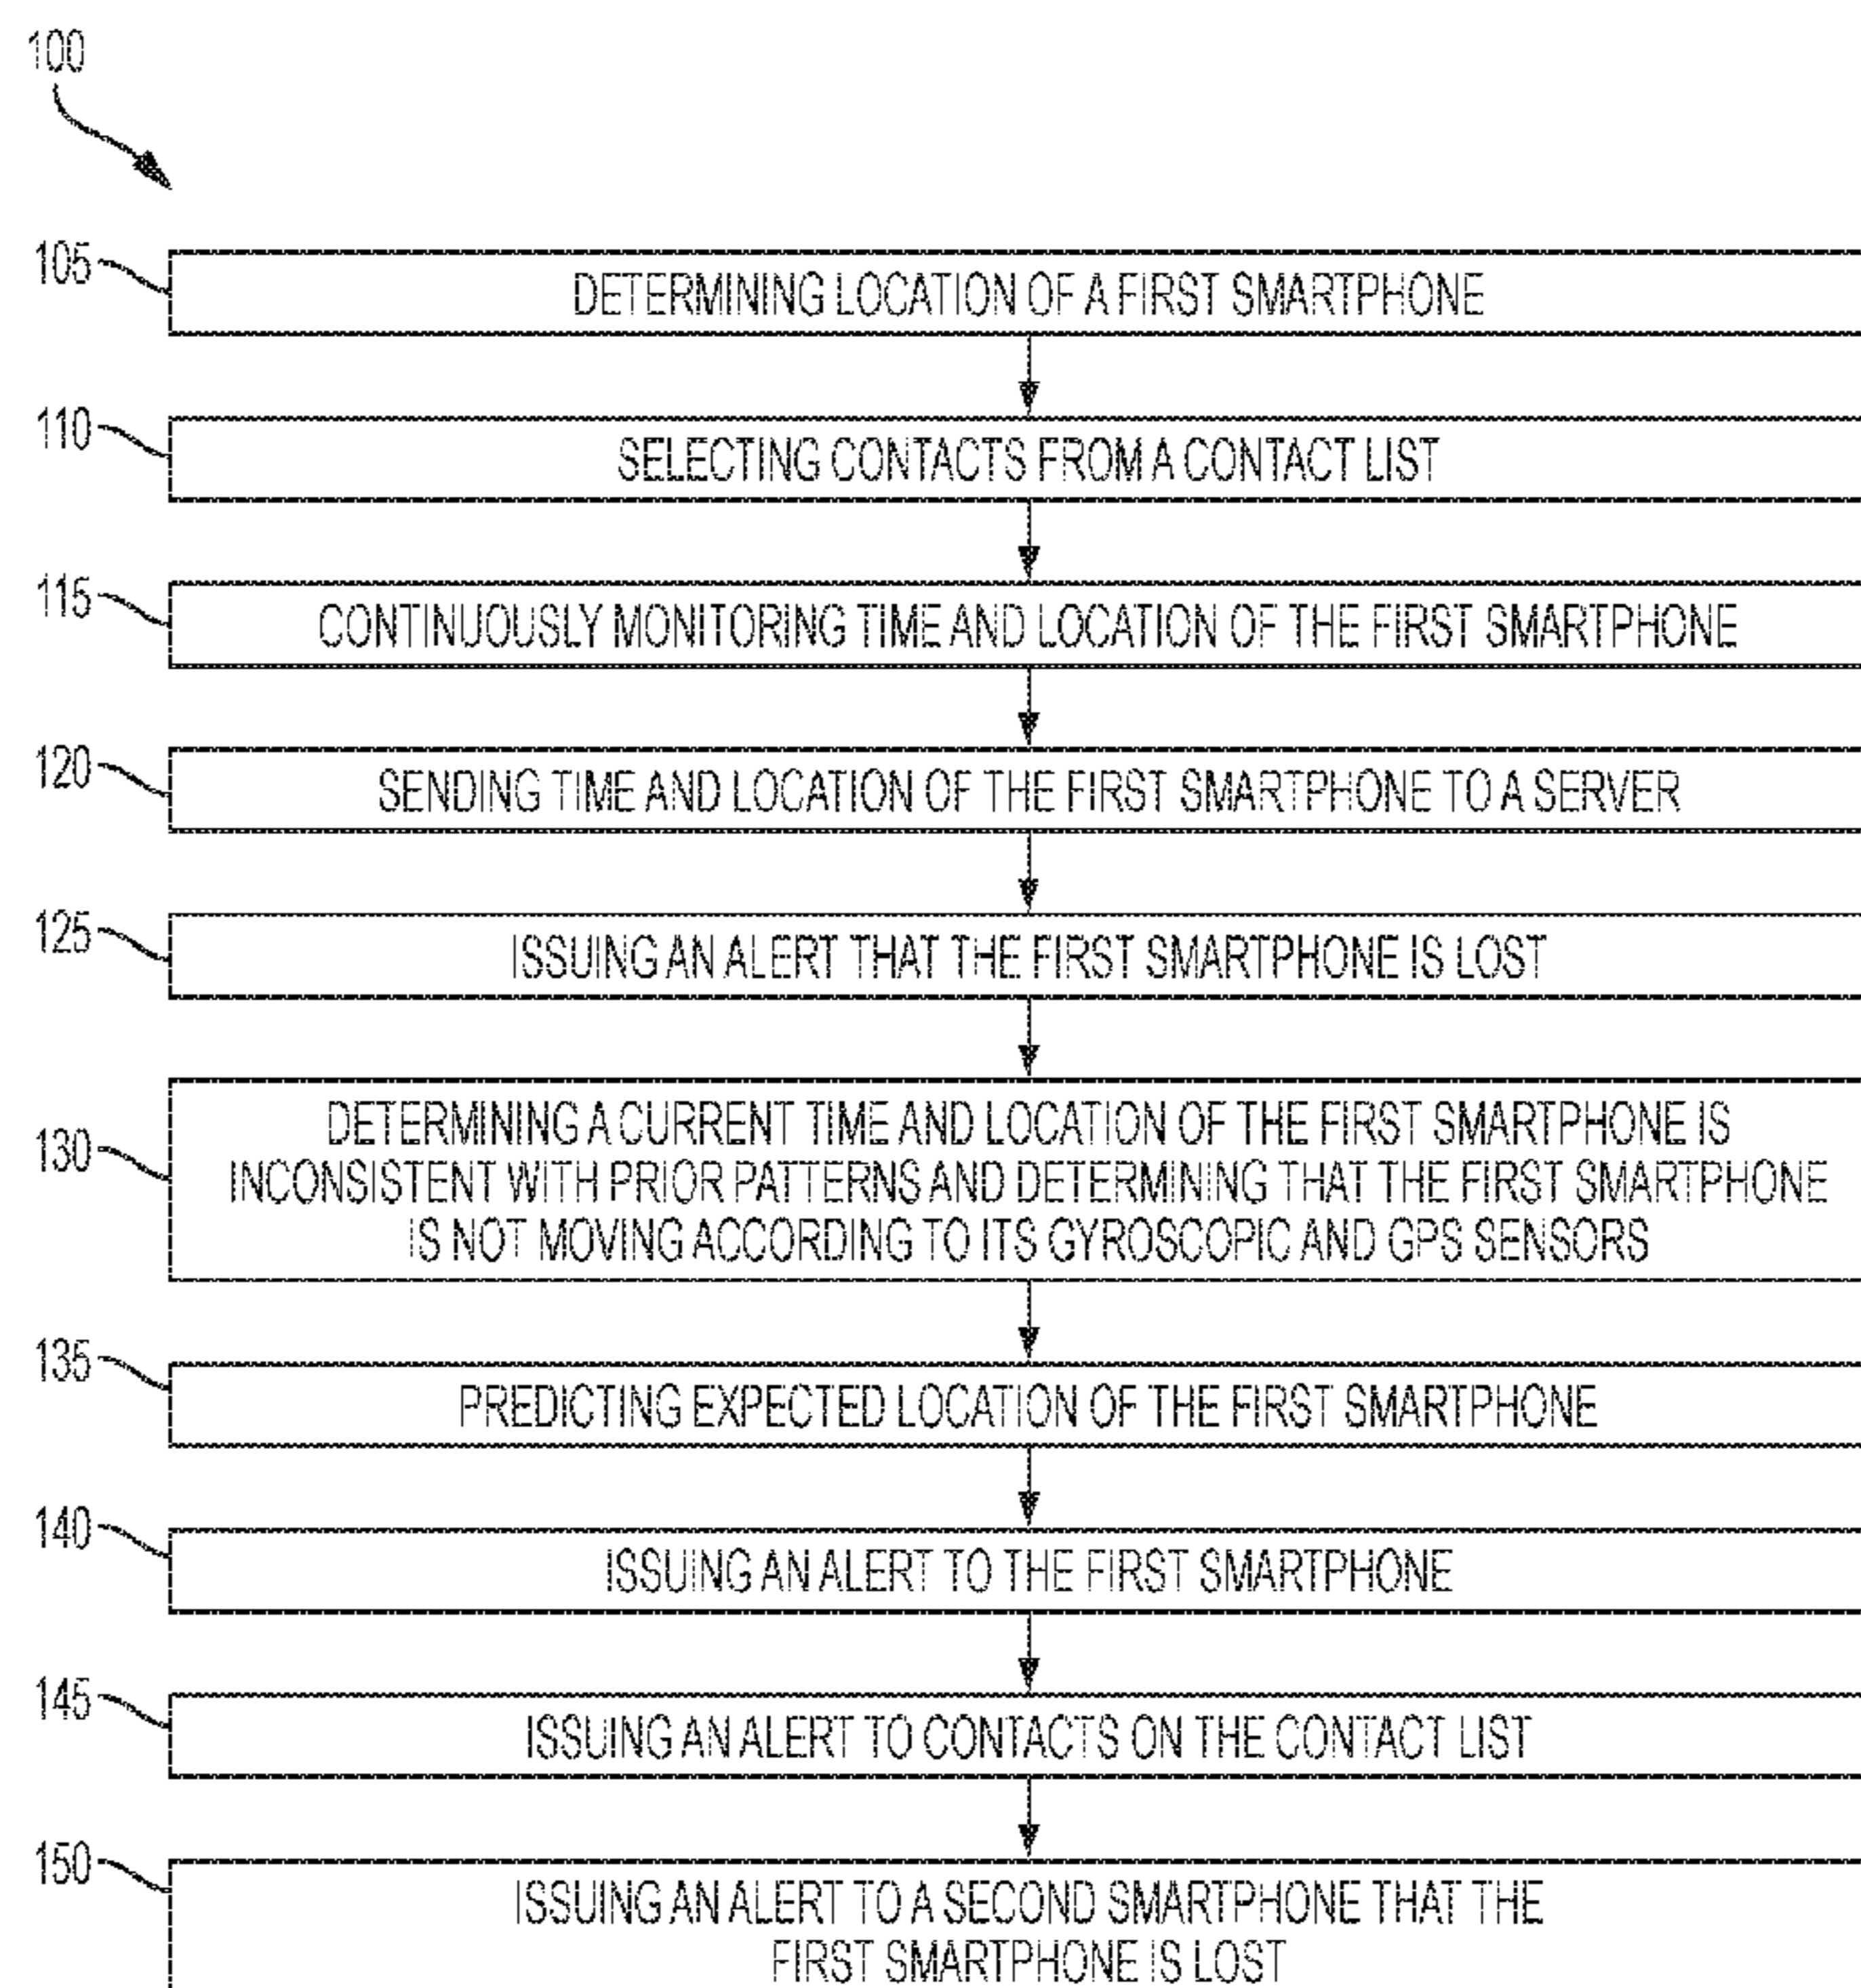 100
105
DETERMINING LOCATION OF A FIRST SMARTPHONE
110
SELECTING CONTACTS FROM A CONTACT LIST
115
CONTINUOUSLY MONITORING TIME AND LOCATION OF THE FIRST SMARTPHONE
120
SENDING TIME AND LOCATION OF THE FIRST SMARTPHONE TO A SERVER
125
ISSUING AN ALERT THAT THE FIRST SMARTPHONE IS LOST
130
DETERMINING A CURRENT TIME AND LOCATION OF THE FIRST SMARTPHONE IS
INCONSISTENT WITH PRIOR PATTERNS AND DETERMINING THAT THE FIRST SMARTPHONE
IS NOT MOVING ACCORDING TO ITS GYROSCOPIC AND GPS SENSORS
135
PREDICTING EXPECTED LOCATION OF THE FIRST SMARTPHONE
140
ISSUING AN ALERT TO THE FIRST SMARTPHONE
145
ISSUING AN ALERT TO CONTACTS ON THE CONTACT LIST
150
ISSUING AN ALERT TO A SECOND SMARTPHONE THAT THE
FIRST SMARTPHONE IS LOST